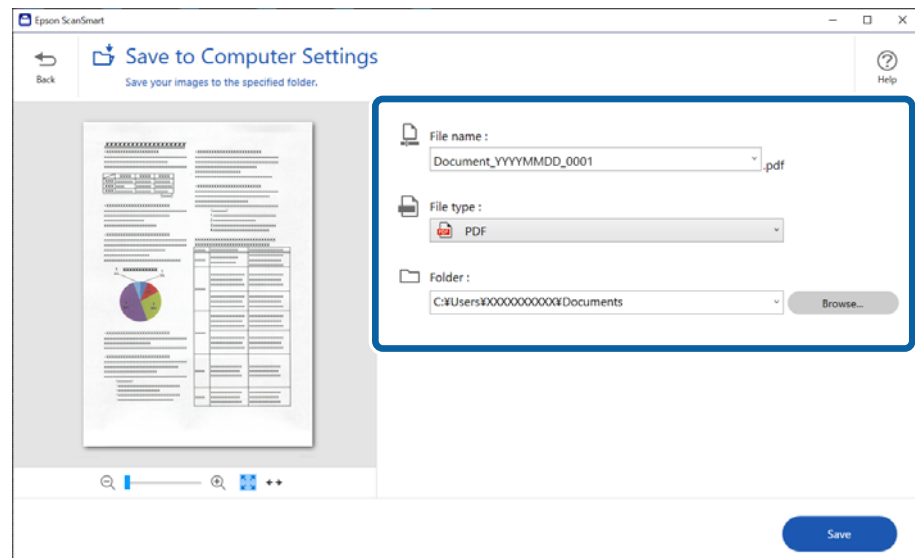 Epson ScanSmart
Back
Save to Computer Settings
Save your images to the specified folder.
Help
File name :
Document_YYYYMMDD_0001
.pdf
File type :
PDF
Folder :
C:¥Users¥XXXXXXXXXXX¥Documents
Browse...
Save